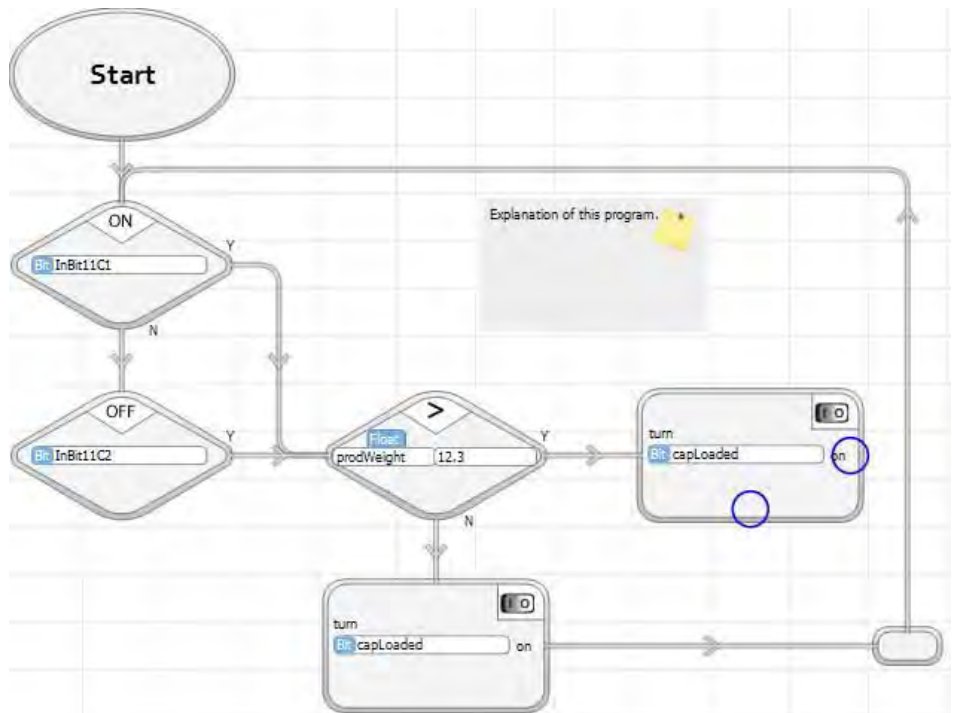 Start
ON
Explanation of this program.
Y
Bit InBit11C1
N
OFF
>
I O
Y
Float
Y
turn
Bit InBit11C2
prodWeight 12.3
Bit capLoaded on
N
I O
turn
Bit capLoaded on